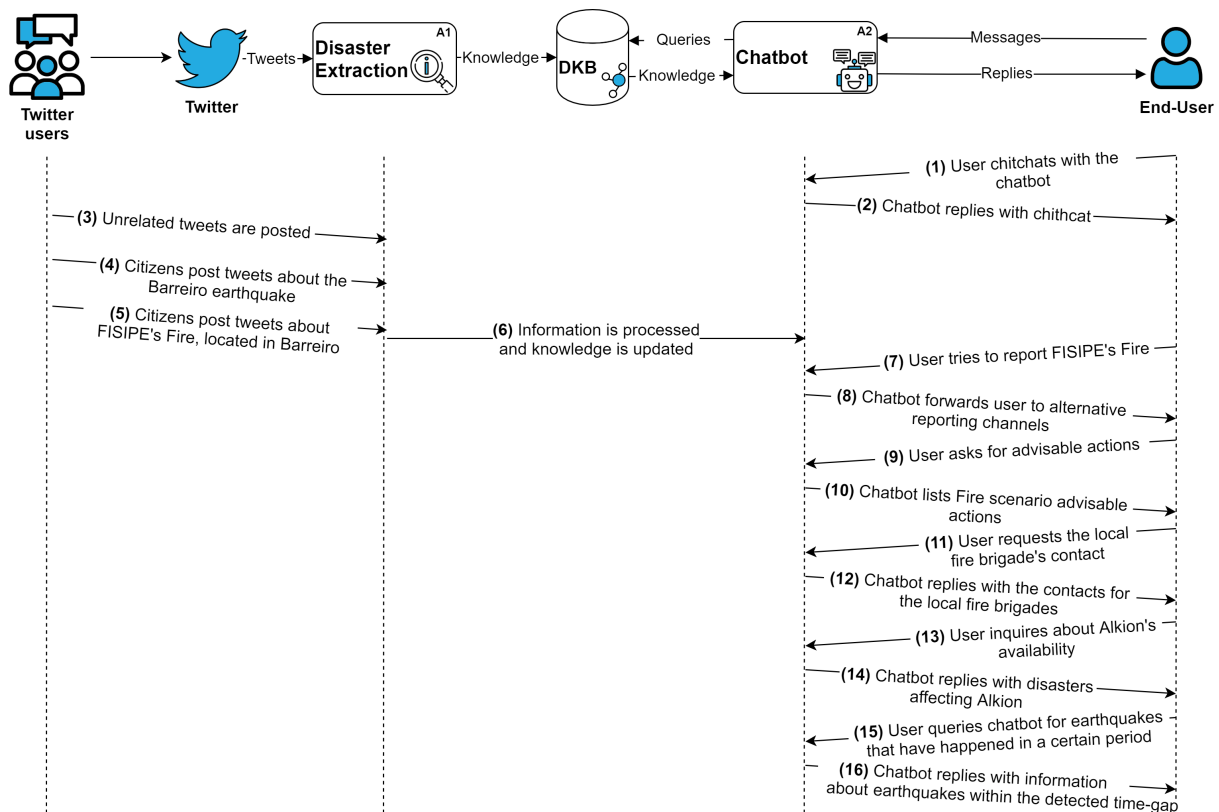 Twitter
users
Twitter
Tweets
A1
Disaster
Extraction
Knowledge
DKB
Queries
Knowledge
A2
Chatbot
Messages
Replies
End-User
(1) User chitchats with the
chatbot
(2) Chatbot replies with chithcat
(3) Unrelated tweets are posted
(4) Citizens post tweets about the
Barreiro earthquake
(5) Citizens post tweets about
FISIPE's Fire, located in Barreiro
(6) Information is processed
and knowledge is updated
(7) User tries to report FISIPE's Fire
(8) Chatbot forwards user to alternative
reporting channels
(9) User asks for advisable actions
(10) Chatbot lists Fire scenario advisable
actions
(11) User requests the local
fire brigade's contact
(12) Chatbot replies with the contacts for
the local fire brigades
(13) User inquires about Alkion's
availability
(14) Chatbot replies with disasters
affecting Alkion
(15) User queries chatbot for earthquakes
that have happened in a certain period
(16) Chatbot replies with information
about earthquakes within the detected time-gap